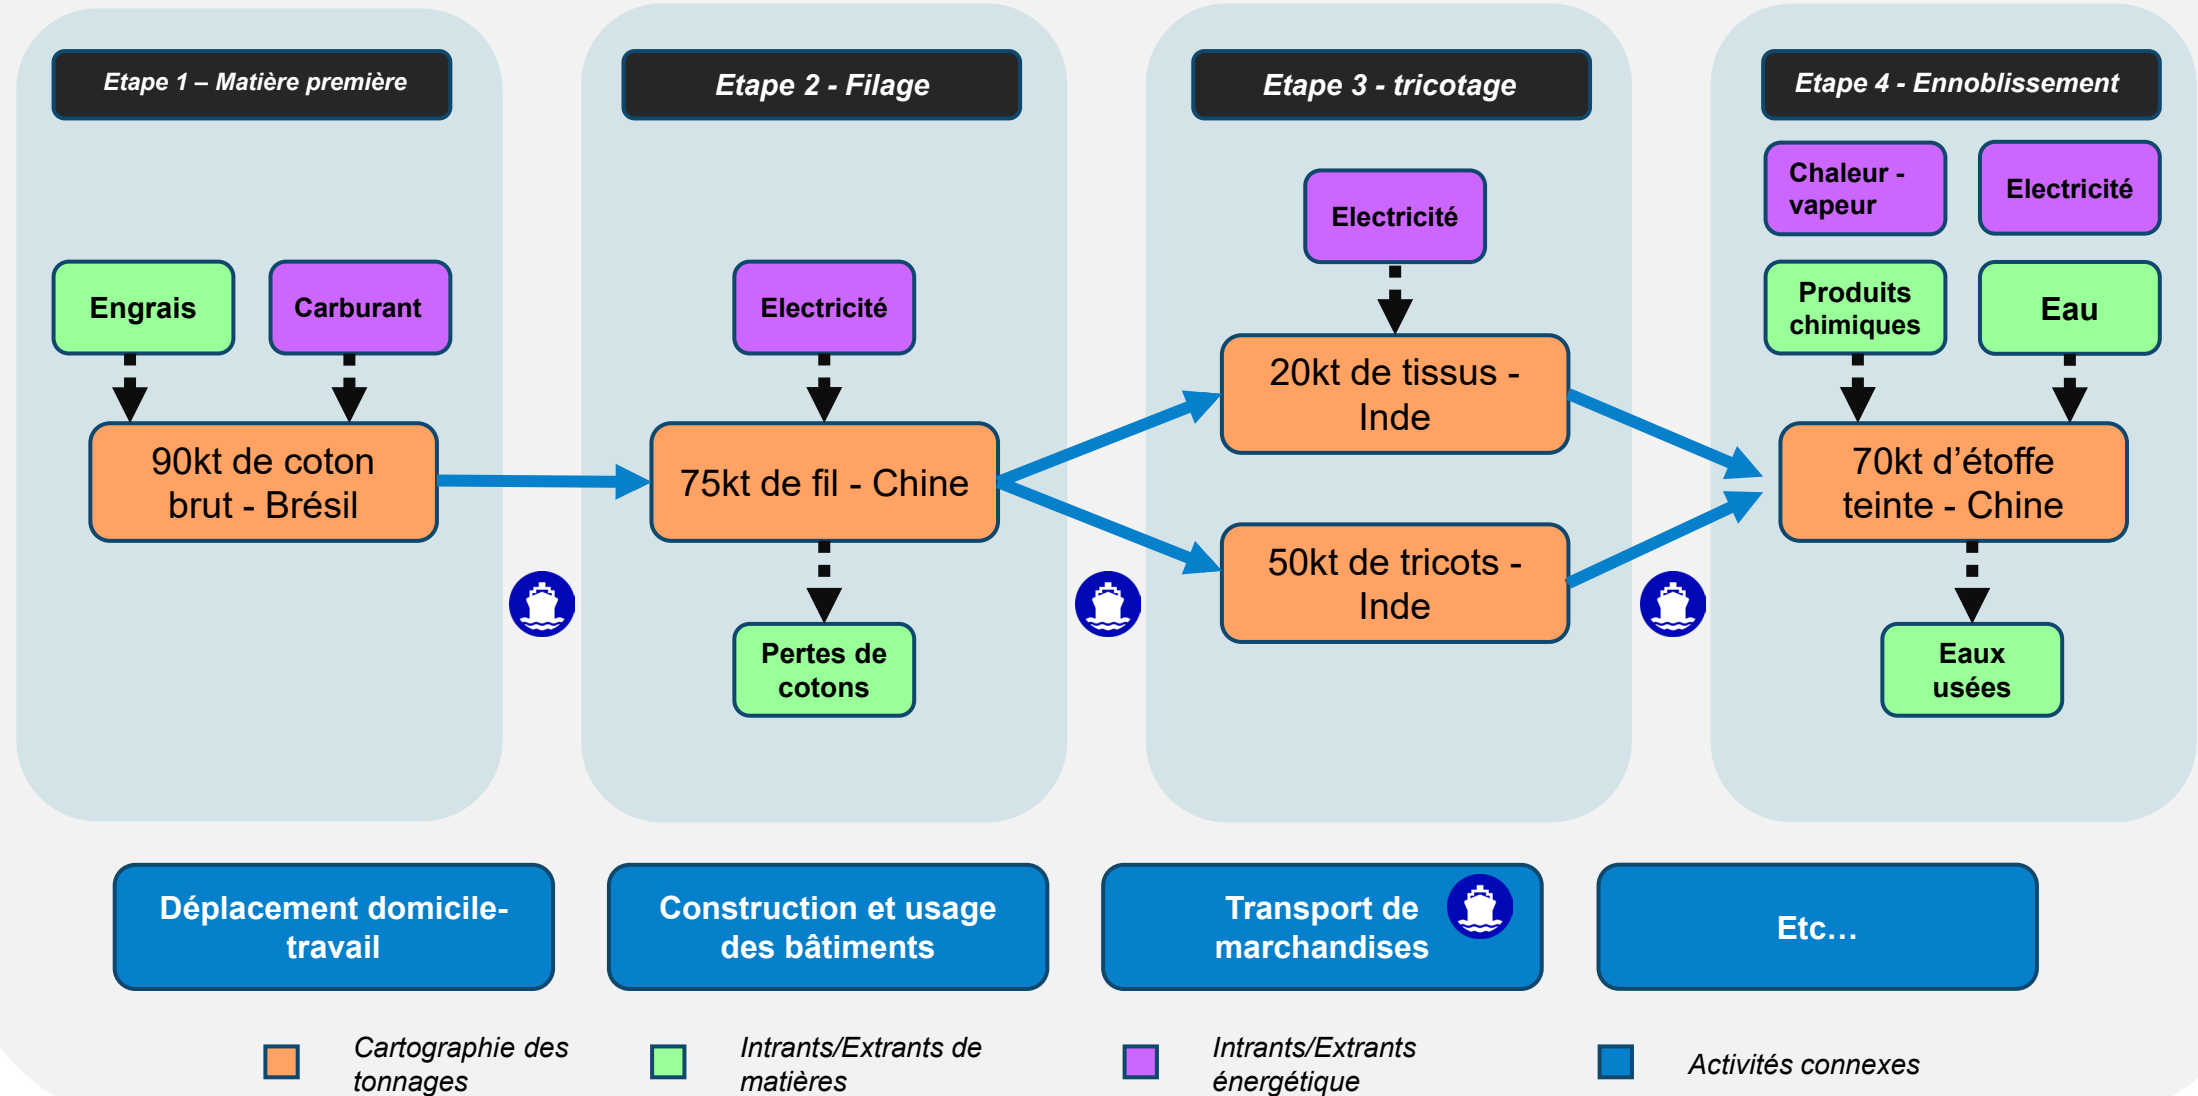 Etape 1 – Matière première
Etape 2 - Filage
Etape 3 - tricotage
Etape 4 - Ennoblissement
Engrais
Carburant
90kt de coton
brut - Brésil
Electricité
75kt de fil - Chine
Pertes de
cotons
Electricité
20kt de tissus -
Inde
50kt de tricots -
Inde
Chaleur -
vapeur
Electricité
Produits
chimiques
Eau
70kt d’étoffe
teinte - Chine
Eaux
usées
Déplacement domicile-
travail
Construction et usage
des bâtiments
Transport de
marchandises
Etc…
Cartographie des
tonnages
Intrants/Extrants de
matières
Intrants/Extrants
énergétique
Activités connexes